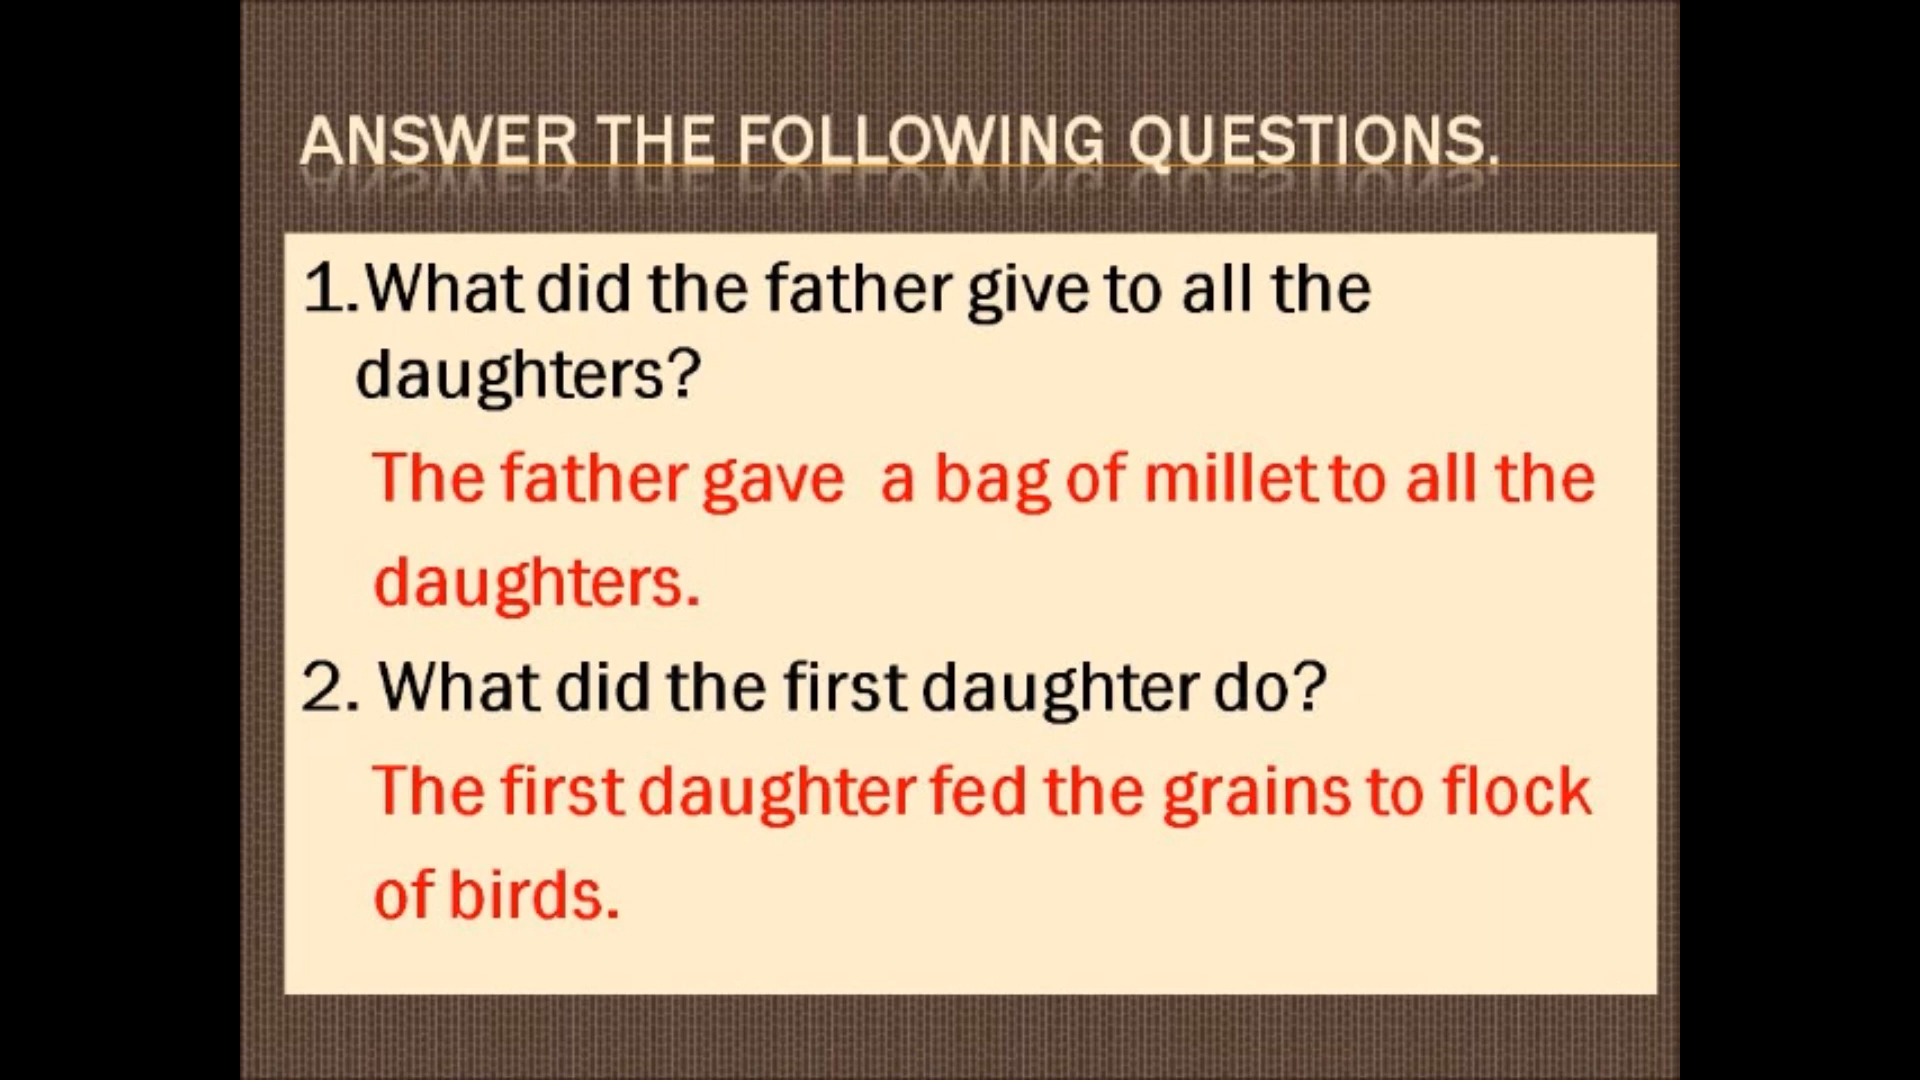 ANSWER THE FOLLOWING QUESTIONS.
1.What did the father give to all the
daughters?
The father gave a bag of millet to all the
daughters.
2. What did the first daughter do?
The first daughter fed the grains to flock
of birds.